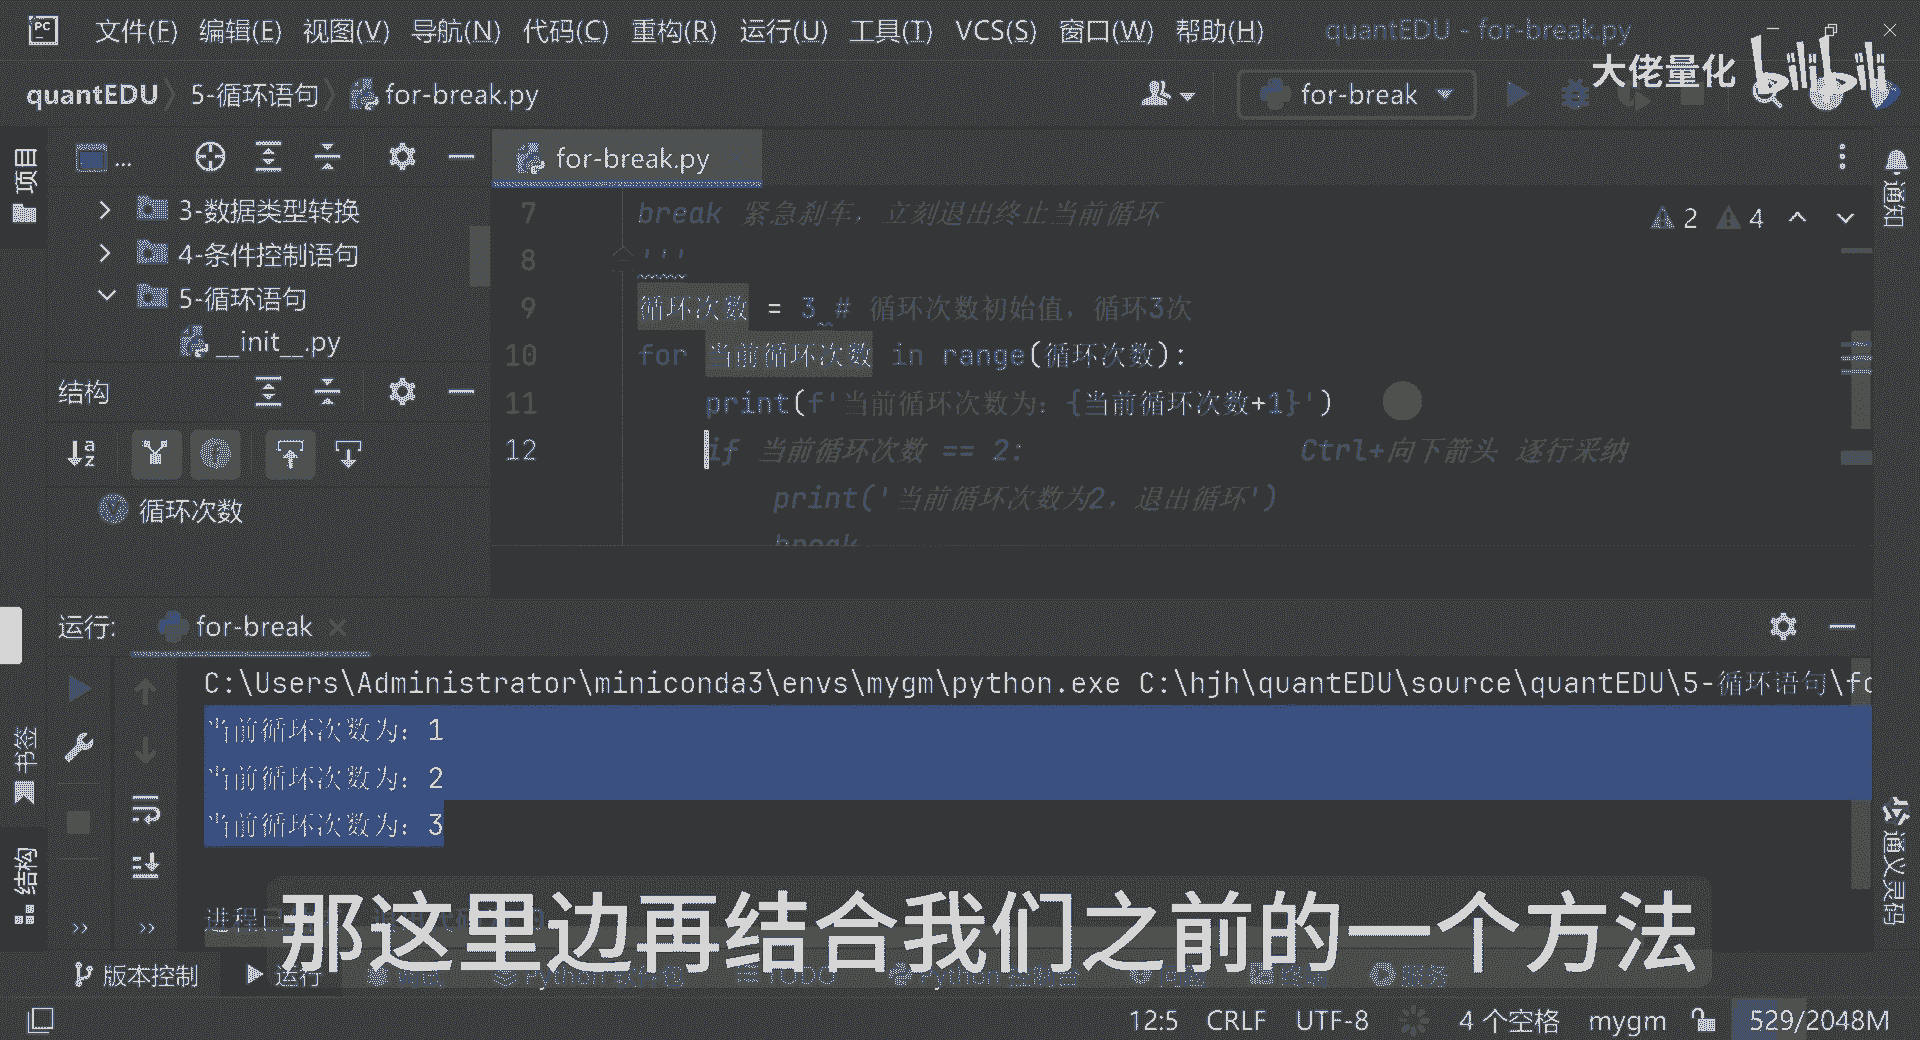 文件(F) 编辑(E) 视图(V) 导航(N) 代码(C) 重构(R) 运行(U) 工具(T) VCS(S) 窗口(W) 帮助(H) quantEDU - for-break.py
大佬量化 bilibili
quantEDU 5-循环语句 for-break.py for-break
项目
...
for-break.py
通知
3-数据类型转换
4-条件控制语句
5-循环语句
__init__.py
结构
循环次数
2 4
7 break 紧急刹车，立刻退出终止当前循环
8 '''
9 循环次数 = 3 # 循环次数初始值，循环3次
10 for 当前循环次数 in range(循环次数):
11 print(f'当前循环次数为：{当前循环次数+1}')
12 if 当前循环次数 == 2: Ctrl+向下箭头 逐行采纳
print('当前循环次数为2，退出循环')
break
运行: for-break
C:\Users\Administrator\miniconda3\envs\mygm\python.exe C:\hjh\quantEDU\source\quantEDU\5-循环语句\fo
当前循环次数为：1
当前循环次数为：2
当前循环次数为：3
书签
结构
通义灵码
进程已
那这里边再结合我们之前的一个方法
版本控制 运行 TODO 服务
12:5 CRLF UTF-8 4 个空格 mygm 529/2048M